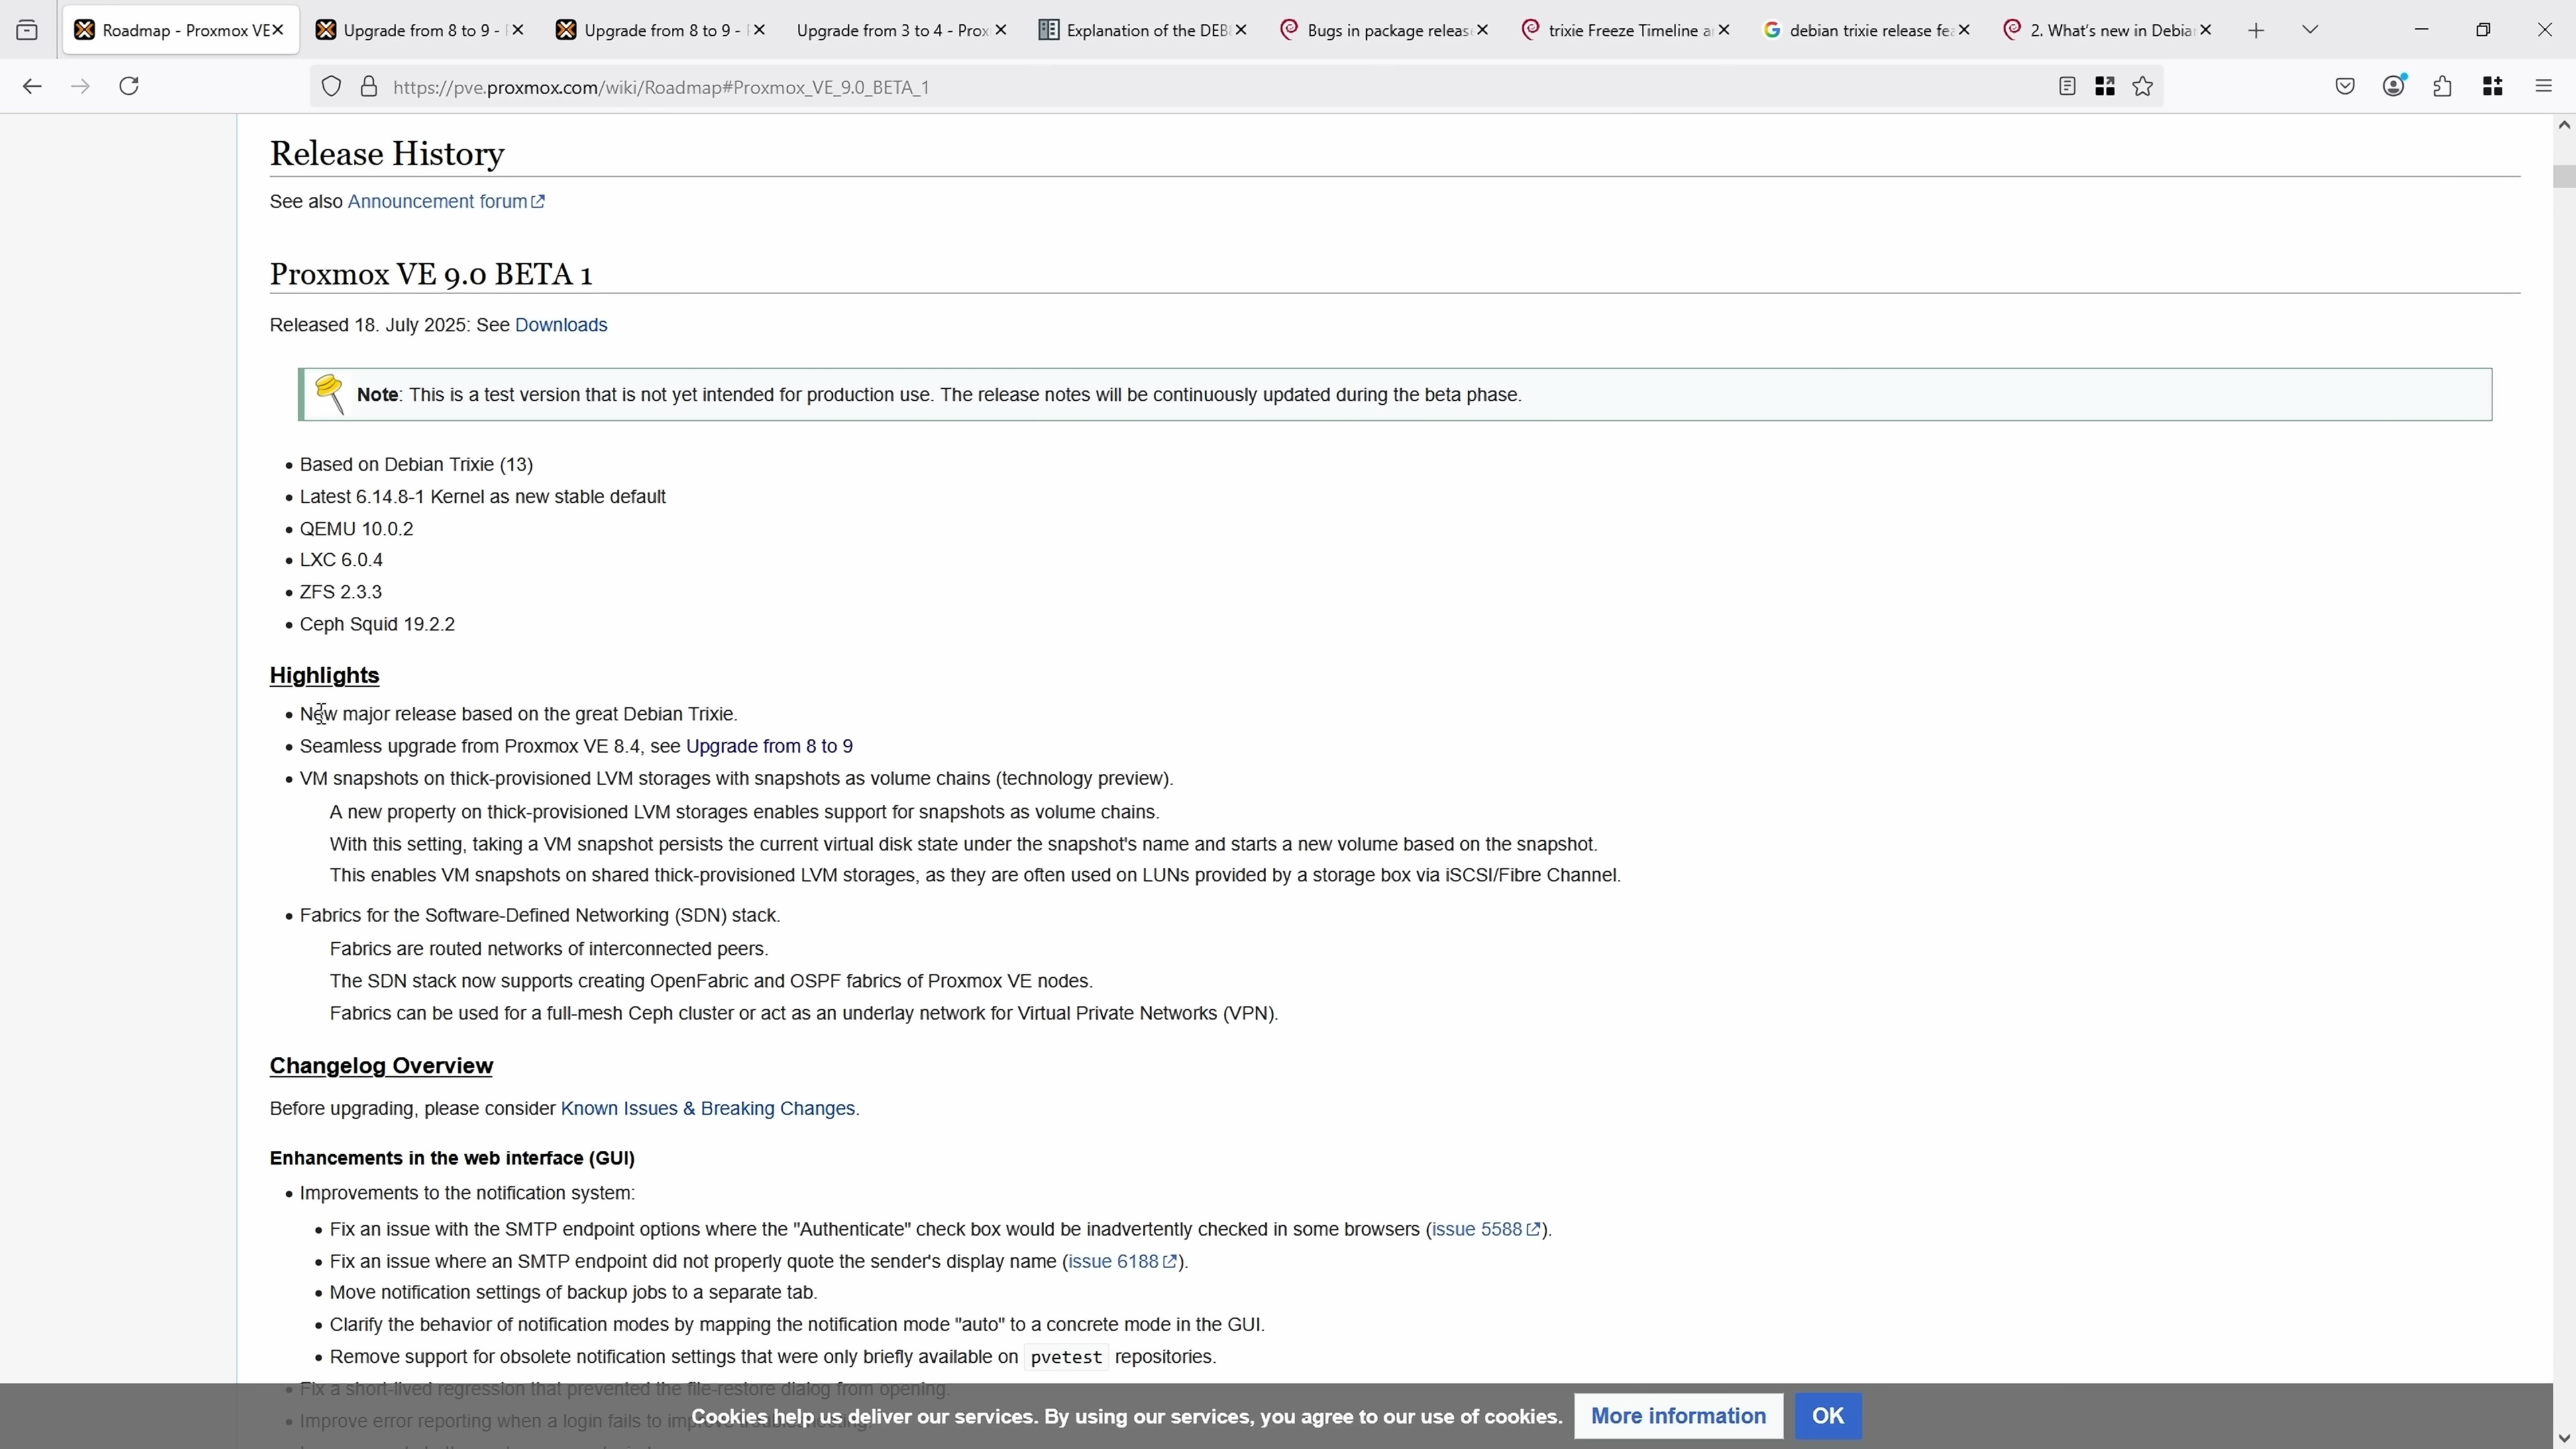 Roadmap - Proxmox VE
Upgrade from 8 to 9 -
Upgrade from 8 to 9 -
Upgrade from 3 to 4 - Prox
Explanation of the DEB
Bugs in package releas
trixie Freeze Timeline a
debian trixie release fea
2. What's new in Debia
https://pve.proxmox.com/wiki/Roadmap#Proxmox_VE_9.0_BETA_1
Release History
See also Announcement forum
Proxmox VE 9.0 BETA 1
Released 18. July 2025: See Downloads
Note: This is a test version that is not yet intended for production use. The release notes will be continuously updated during the beta phase.
• Based on Debian Trixie (13)
• Latest 6.14.8-1 Kernel as new stable default
• QEMU 10.0.2
• LXC 6.0.4
• ZFS 2.3.3
• Ceph Squid 19.2.2
Highlights
• New major release based on the great Debian Trixie.
• Seamless upgrade from Proxmox VE 8.4, see Upgrade from 8 to 9
• VM snapshots on thick-provisioned LVM storages with snapshots as volume chains (technology preview).
A new property on thick-provisioned LVM storages enables support for snapshots as volume chains.
With this setting, taking a VM snapshot persists the current virtual disk state under the snapshot's name and starts a new volume based on the snapshot.
This enables VM snapshots on shared thick-provisioned LVM storages, as they are often used on LUNs provided by a storage box via iSCSI/Fibre Channel.
• Fabrics for the Software-Defined Networking (SDN) stack.
Fabrics are routed networks of interconnected peers.
The SDN stack now supports creating OpenFabric and OSPF fabrics of Proxmox VE nodes.
Fabrics can be used for a full-mesh Ceph cluster or act as an underlay network for Virtual Private Networks (VPN).
Changelog Overview
Before upgrading, please consider Known Issues & Breaking Changes.
Enhancements in the web interface (GUI)
• Improvements to the notification system:
• Fix an issue with the SMTP endpoint options where the "Authenticate" check box would be inadvertently checked in some browsers (issue 5588).
• Fix an issue where an SMTP endpoint did not properly quote the sender's display name (issue 6188).
• Move notification settings of backup jobs to a separate tab.
• Clarify the behavior of notification modes by mapping the notification mode "auto" to a concrete mode in the GUI.
• Remove support for obsolete notification settings that were only briefly available on pvetest repositories.
• Fix a short-lived regression that prevented the file-restore dialog from opening.
• Improve error reporting when a login fails to
Cookies help us deliver our services. By using our services, you agree to our use of cookies. More information OK